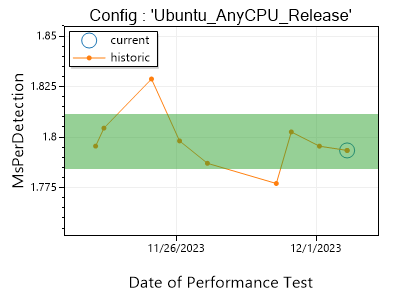 Config : 'Ubuntu_AnyCPU_Release'
1.85
current
historic
1.825
1.8
1.775
MsPerDetection
11/26/2023
12/1/2023
Date of Performance Test